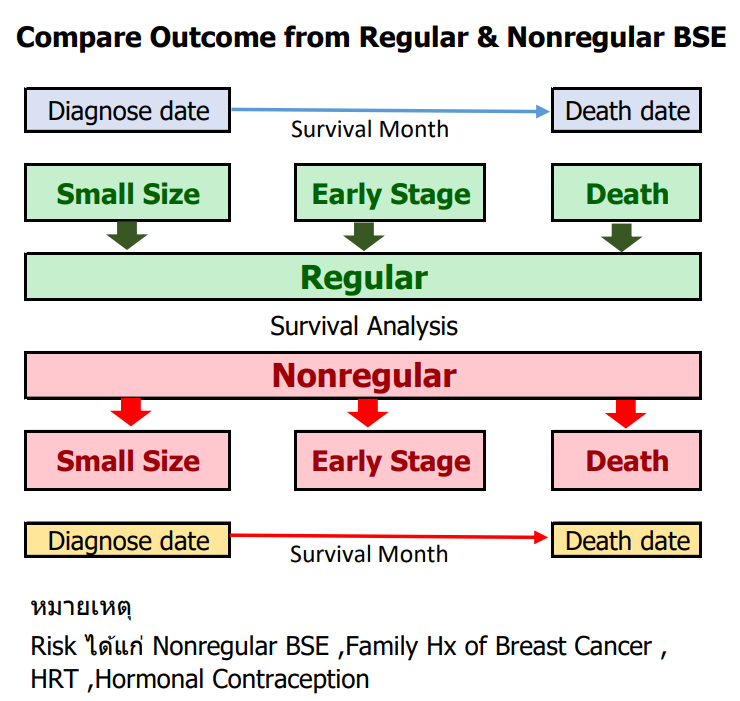 Compare Outcome from Regular & Nonregular BSE
Diagnose date
Survival Month
Death date
Small Size
Early Stage
Death
Regular
Survival Analysis
Nonregular
Small Size
Early Stage
Death
Diagnose date
Survival Month
Death date
หมายเหตุ
Risk ได้แก่ Nonregular BSE ,Family Hx of Breast Cancer ,
HRT ,Hormonal Contraception